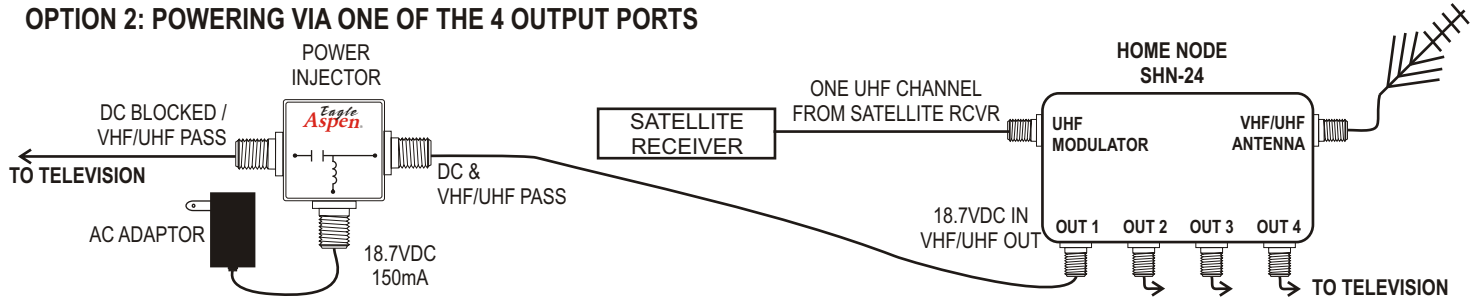 OPTION 2: POWERING VIA ONE OF THE 4 OUTPUT PORTS
POWER
INJECTOR
DC BLOCKED /
VHF/UHF PASS
TO TELEVISION
Eagle
Aspen
DC &
VHF/UHF PASS
AC ADAPTOR
18.7VDC
150mA
SATELLITE
RECEIVER
ONE UHF CHANNEL
FROM SATELLITE RCVR
HOME NODE
SHN-24
UHF
MODULATOR
VHF/UHF
ANTENNA
18.7VDC IN
VHF/UHF OUT
OUT 1 OUT 2 OUT 3 OUT 4
TO TELEVISION